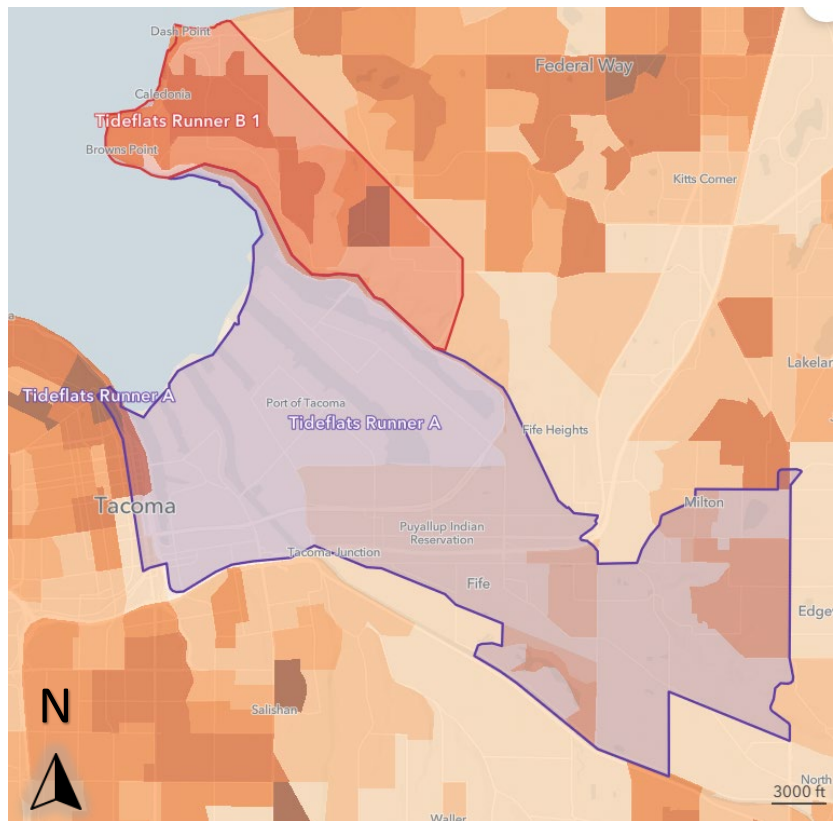 Dash Point
Federal Way
Caledonia
Tideflats Runner B 1
Browns Point
Kitts Corner
a
Lakelan
Tideflats Runner A
Port of Tacoma
Tideflats Runner A
Fife Heights
Tacoma
Milton
Puyallup Indian
Reservation
Tacoma Junction
Fife
Edgew
N
Salishan
North
3000 ft
Waller